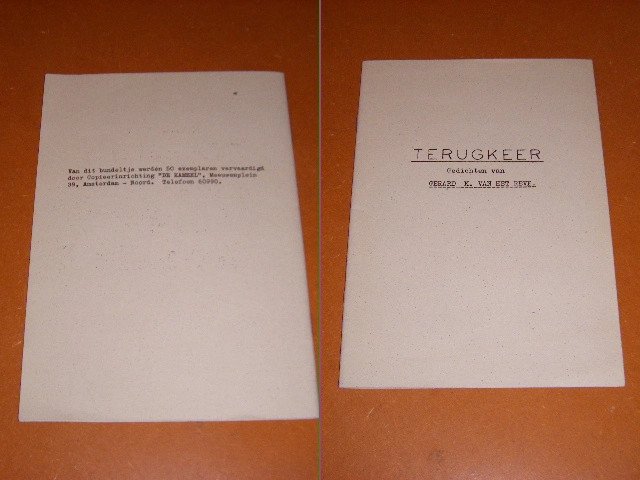 Van dit bundeltje werden 50 exemplaren vervaardigd
door Copieerinrichting "DE KAMEEL", Meeuwenplein
39, Amsterdam - Noord. Telefoon 60990.
TERUGKEER
Gedichten van
GERARD K. VAN HET REVE.